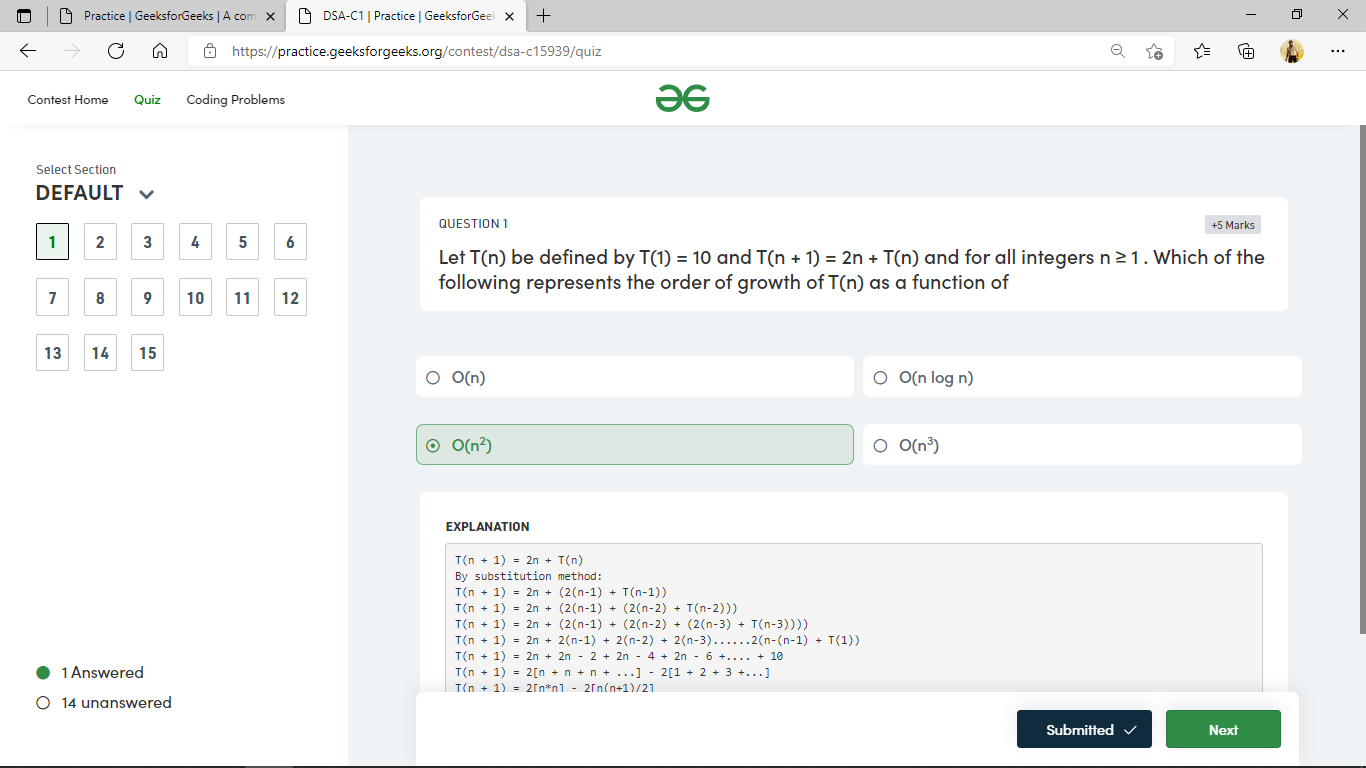 Practice | GeeksforGeeks | A com
DSA-C1 | Practice | GeeksforGeel
https://practice.geeksforgeeks.org/contest/dsa-c15939/quiz
Contest Home Quiz Coding Problems
Select Section
DEFAULT
1 2 3 4 5 6
7 8 9 10 11 12
13 14 15
1 Answered
14 unanswered
QUESTION 1
+5 Marks
Let T(n) be defined by T(1) = 10 and T(n + 1) = 2n + T(n) and for all integers n ≥ 1 . Which of the
following represents the order of growth of T(n) as a function of
O(n)
O(n log n)
O(n²)
O(n³)
EXPLANATION
T(n + 1) = 2n + T(n)
By substitution method:
T(n + 1) = 2n + (2(n-1) + T(n-1))
T(n + 1) = 2n + (2(n-1) + (2(n-2) + T(n-2)))
T(n + 1) = 2n + (2(n-1) + (2(n-2) + (2(n-3) + T(n-3))))
T(n + 1) = 2n + 2(n-1) + 2(n-2) + 2(n-3)......2(n-(n-1) + T(1))
T(n + 1) = 2n + 2n - 2 + 2n - 4 + 2n - 6 +.... + 10
T(n + 1) = 2[n + n + n + ...] - 2[1 + 2 + 3 +...]
T(n + 1) = 2[n*n] - 2[n(n+1)/2]
Submitted
Next